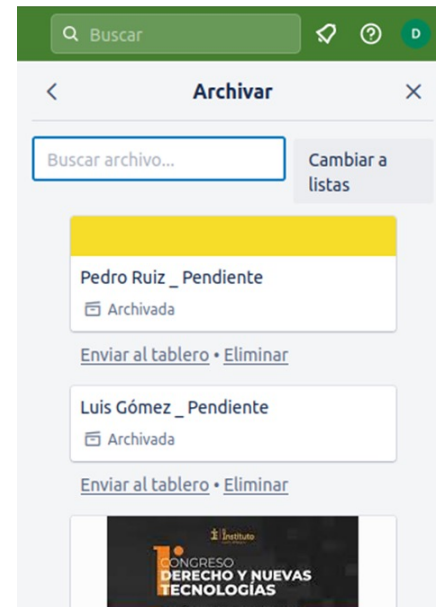 Buscar
D
Archivar
Buscar archivo...
Cambiar a
listas
Pedro Ruiz _ Pendiente
Archivada
Enviar al tablero • Eliminar
Luis Gómez _ Pendiente
Archivada
Enviar al tablero • Eliminar
Instituto
1
CONGRESO
DERECHO Y NUEVAS
TECNOLOGÍAS